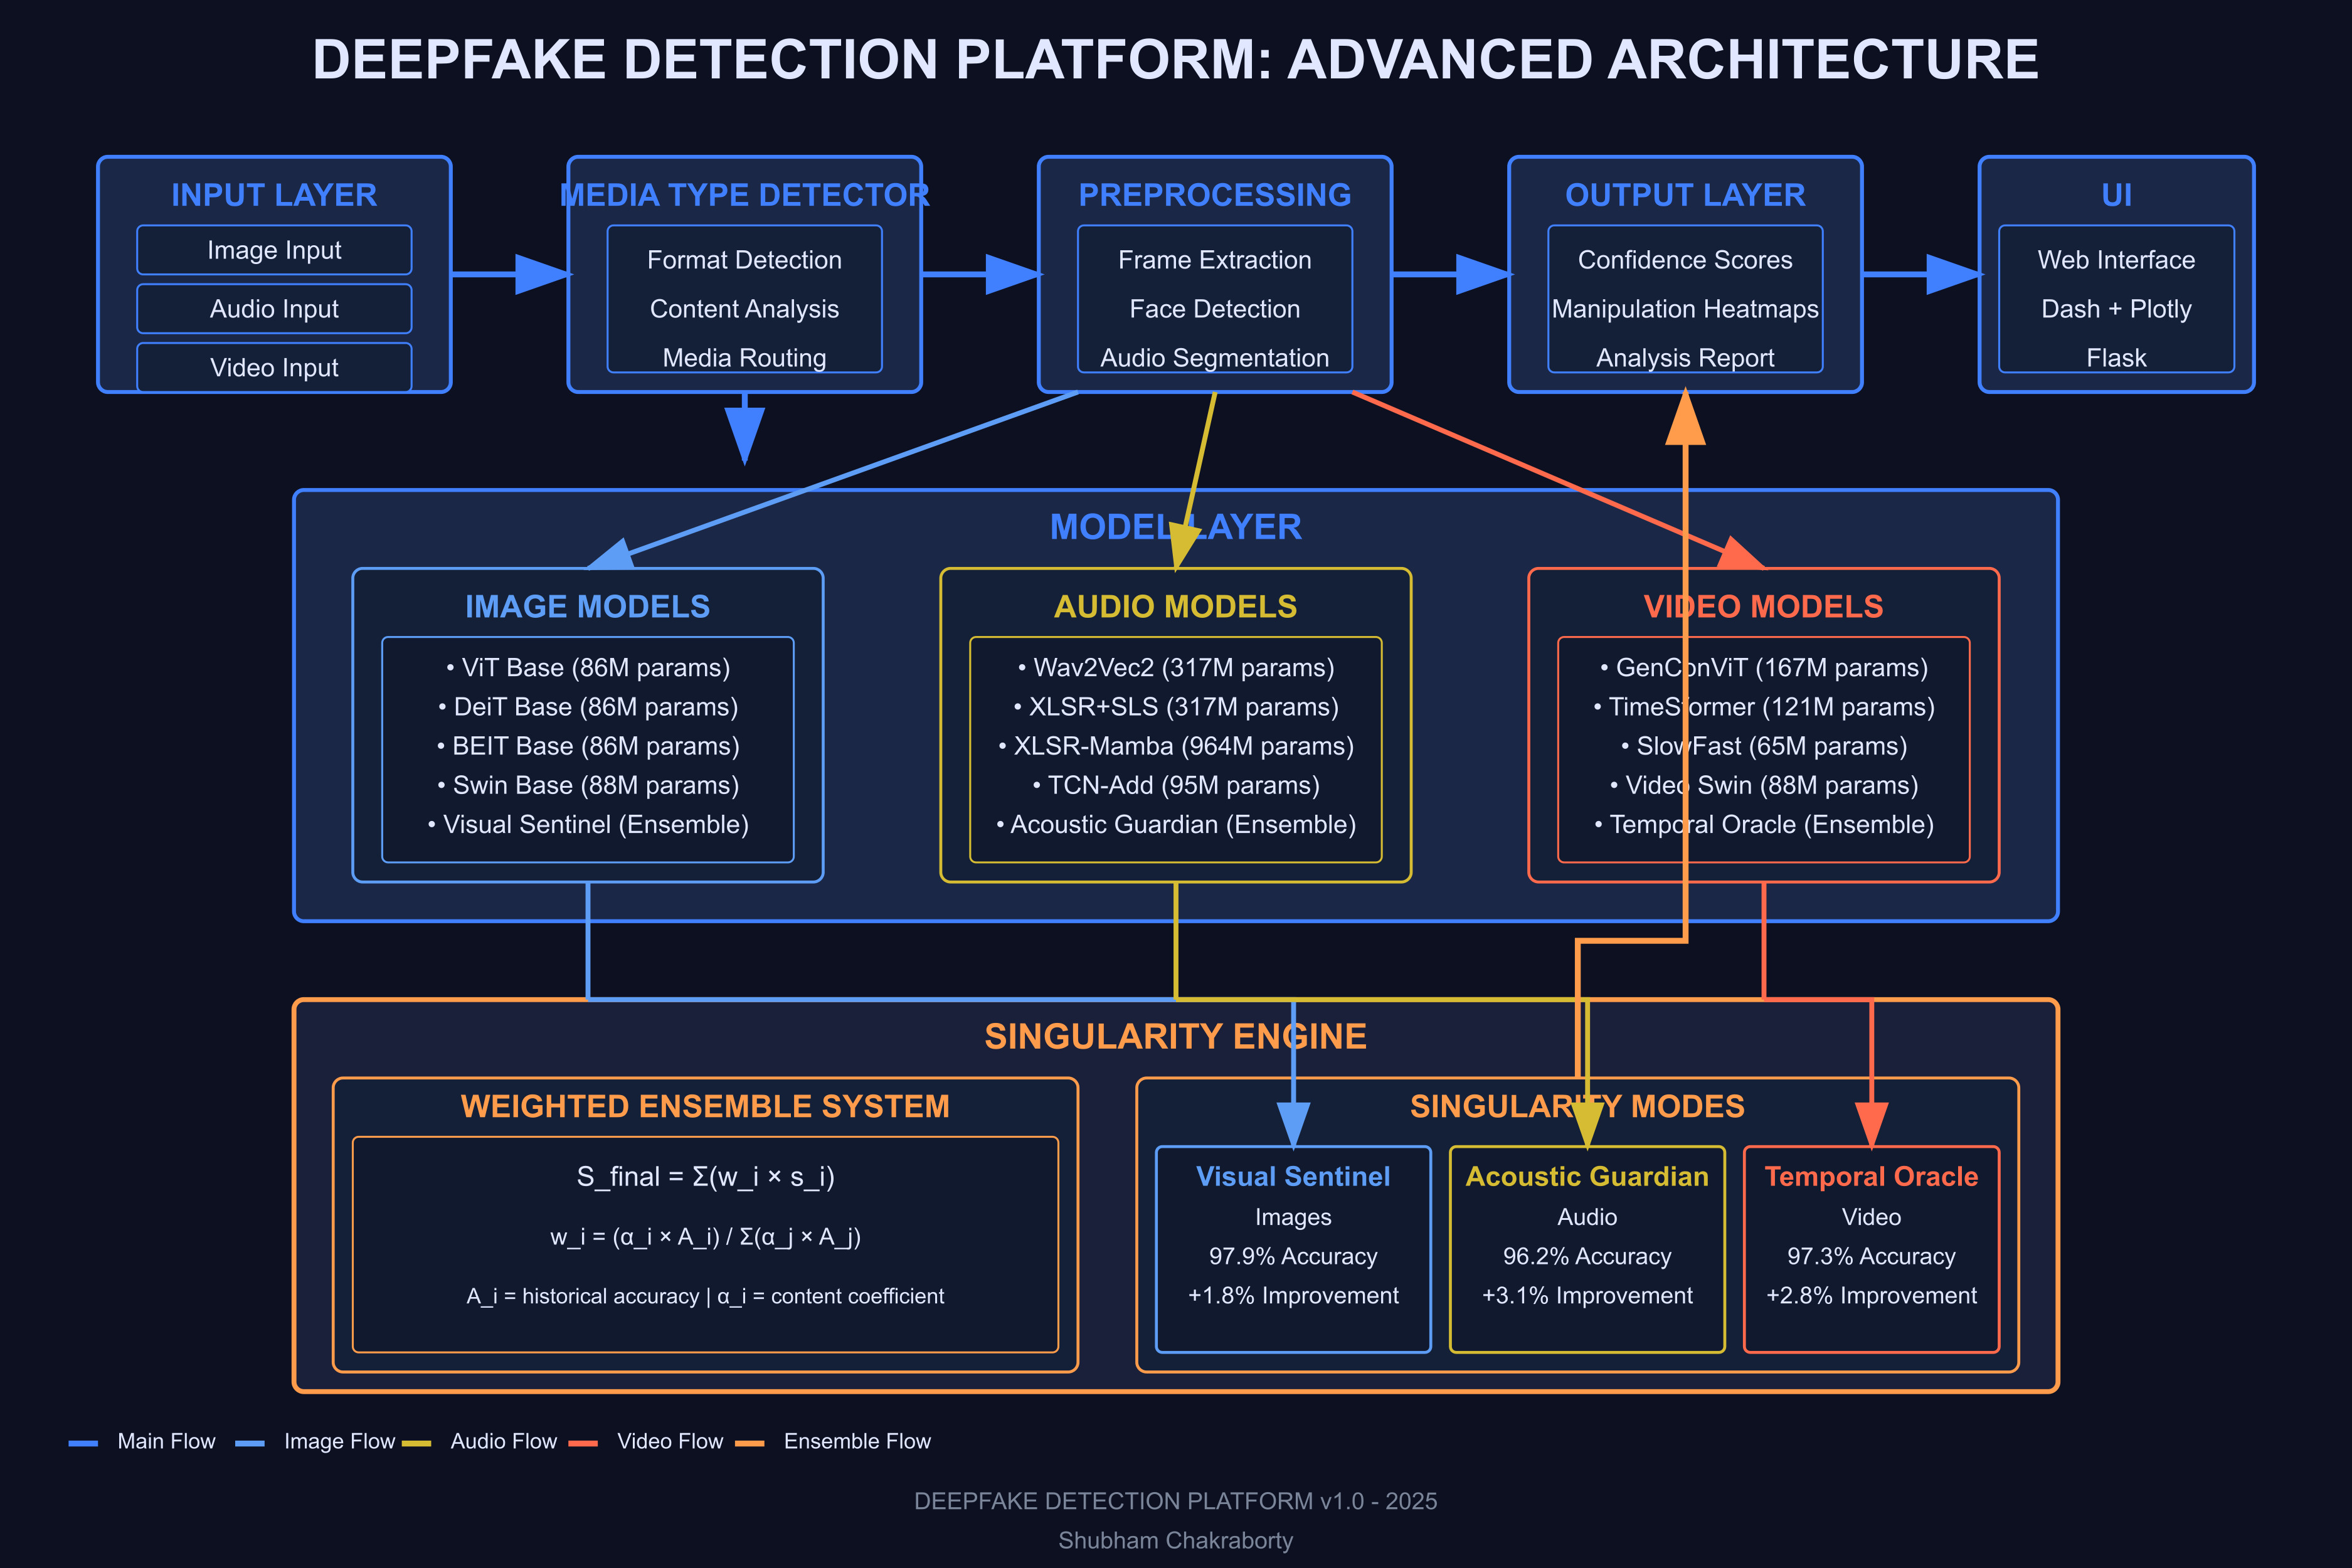 DEEPFAKE DETECTION PLATFORM: ADVANCED ARCHITECTURE
INPUT LAYER
Image Input
Audio Input
Video Input
MEDIA TYPE DETECTOR
Format Detection
Content Analysis
Media Routing
PREPROCESSING
Frame Extraction
Face Detection
Audio Segmentation
OUTPUT LAYER
Confidence Scores
Manipulation Heatmaps
Analysis Report
UI
Web Interface
Dash + Plotly
Flask
MODEL LAYER
IMAGE MODELS
• ViT Base (86M params)
• DeiT Base (86M params)
• BEIT Base (86M params)
• Swin Base (88M params)
• Visual Sentinel (Ensemble)
AUDIO MODELS
• Wav2Vec2 (317M params)
• XLSR+SLS (317M params)
• XLSR-Mamba (964M params)
• TCN-Add (95M params)
• Acoustic Guardian (Ensemble)
VIDEO MODELS
• GenConViT (167M params)
• TimeSformer (121M params)
• SlowFast (65M params)
• Video Swin (88M params)
• Temporal Oracle (Ensemble)
SINGULARITY ENGINE
WEIGHTED ENSEMBLE SYSTEM
S_final = Σ(w_i × s_i)
w_i = (α_i × A_i) / Σ(α_j × A_j)
A_i = historical accuracy | α_i = content coefficient
SINGULARITY MODES
Visual Sentinel
Images
97.9% Accuracy
+1.8% Improvement
Acoustic Guardian
Audio
96.2% Accuracy
+3.1% Improvement
Temporal Oracle
Video
97.3% Accuracy
+2.8% Improvement
Main Flow
Image Flow
Audio Flow
Video Flow
Ensemble Flow
DEEPFAKE DETECTION PLATFORM v1.0 - 2025
Shubham Chakraborty